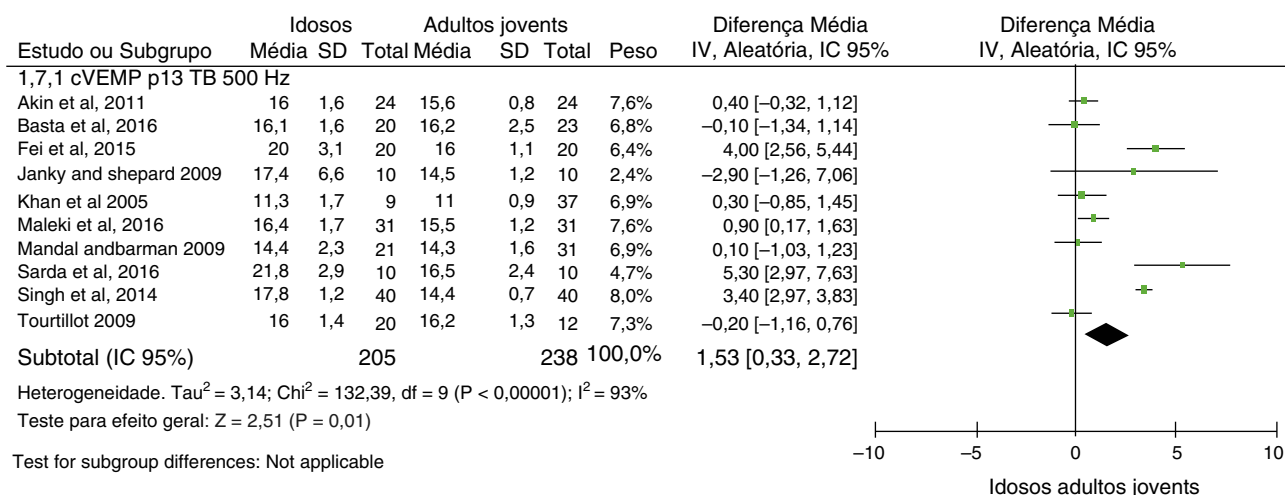 Idosos Adultos jovents Diferença Média Diferença Média
Estudo ou Subgrupo Média SD Total Média SD Total Peso IV, Aleatória, IC 95% IV, Aleatória, IC 95%
1,7,1 cVEMP p13 TB 500 Hz
Akin et al, 2011 16 1,6 24 15,6 0,8 24 7,6% 0,40 [–0,32, 1,12]
Basta et al, 2016 16,1 1,6 20 16,2 2,5 23 6,8% –0,10 [–1,34, 1,14]
Fei et al, 2015 20 3,1 20 16 1,1 20 6,4% 4,00 [2,56, 5,44]
Janky and shepard 2009 17,4 6,6 10 14,5 1,2 10 2,4% –2,90 [–1,26, 7,06]
Khan et al 2005 11,3 1,7 9 11 0,9 37 6,9% 0,30 [–0,85, 1,45]
Maleki et al, 2016 16,4 1,7 31 15,5 1,2 31 7,6% 0,90 [0,17, 1,63]
Mandal andbarman 2009 14,4 2,3 21 14,3 1,6 31 6,9% 0,10 [–1,03, 1,23]
Sarda et al, 2016 21,8 2,9 10 16,5 2,4 10 4,7% 5,30 [2,97, 7,63]
Singh et al, 2014 17,8 1,2 40 14,4 0,7 40 8,0% 3,40 [2,97, 3,83]
Tourtillot 2009 16 1,4 20 16,2 1,3 12 7,3% –0,20 [–1,16, 0,76]
Subtotal (IC 95%) 205 238 100,0% 1,53 [0,33, 2,72]
Heterogeneidade. Tau² = 3,14; Chi² = 132,39, df = 9 (P < 0,00001); I² = 93%
Teste para efeito geral: Z = 2,51 (P = 0,01)
Test for subgroup differences: Not applicable
–10 –5 0 5 10
Idosos adultos jovents